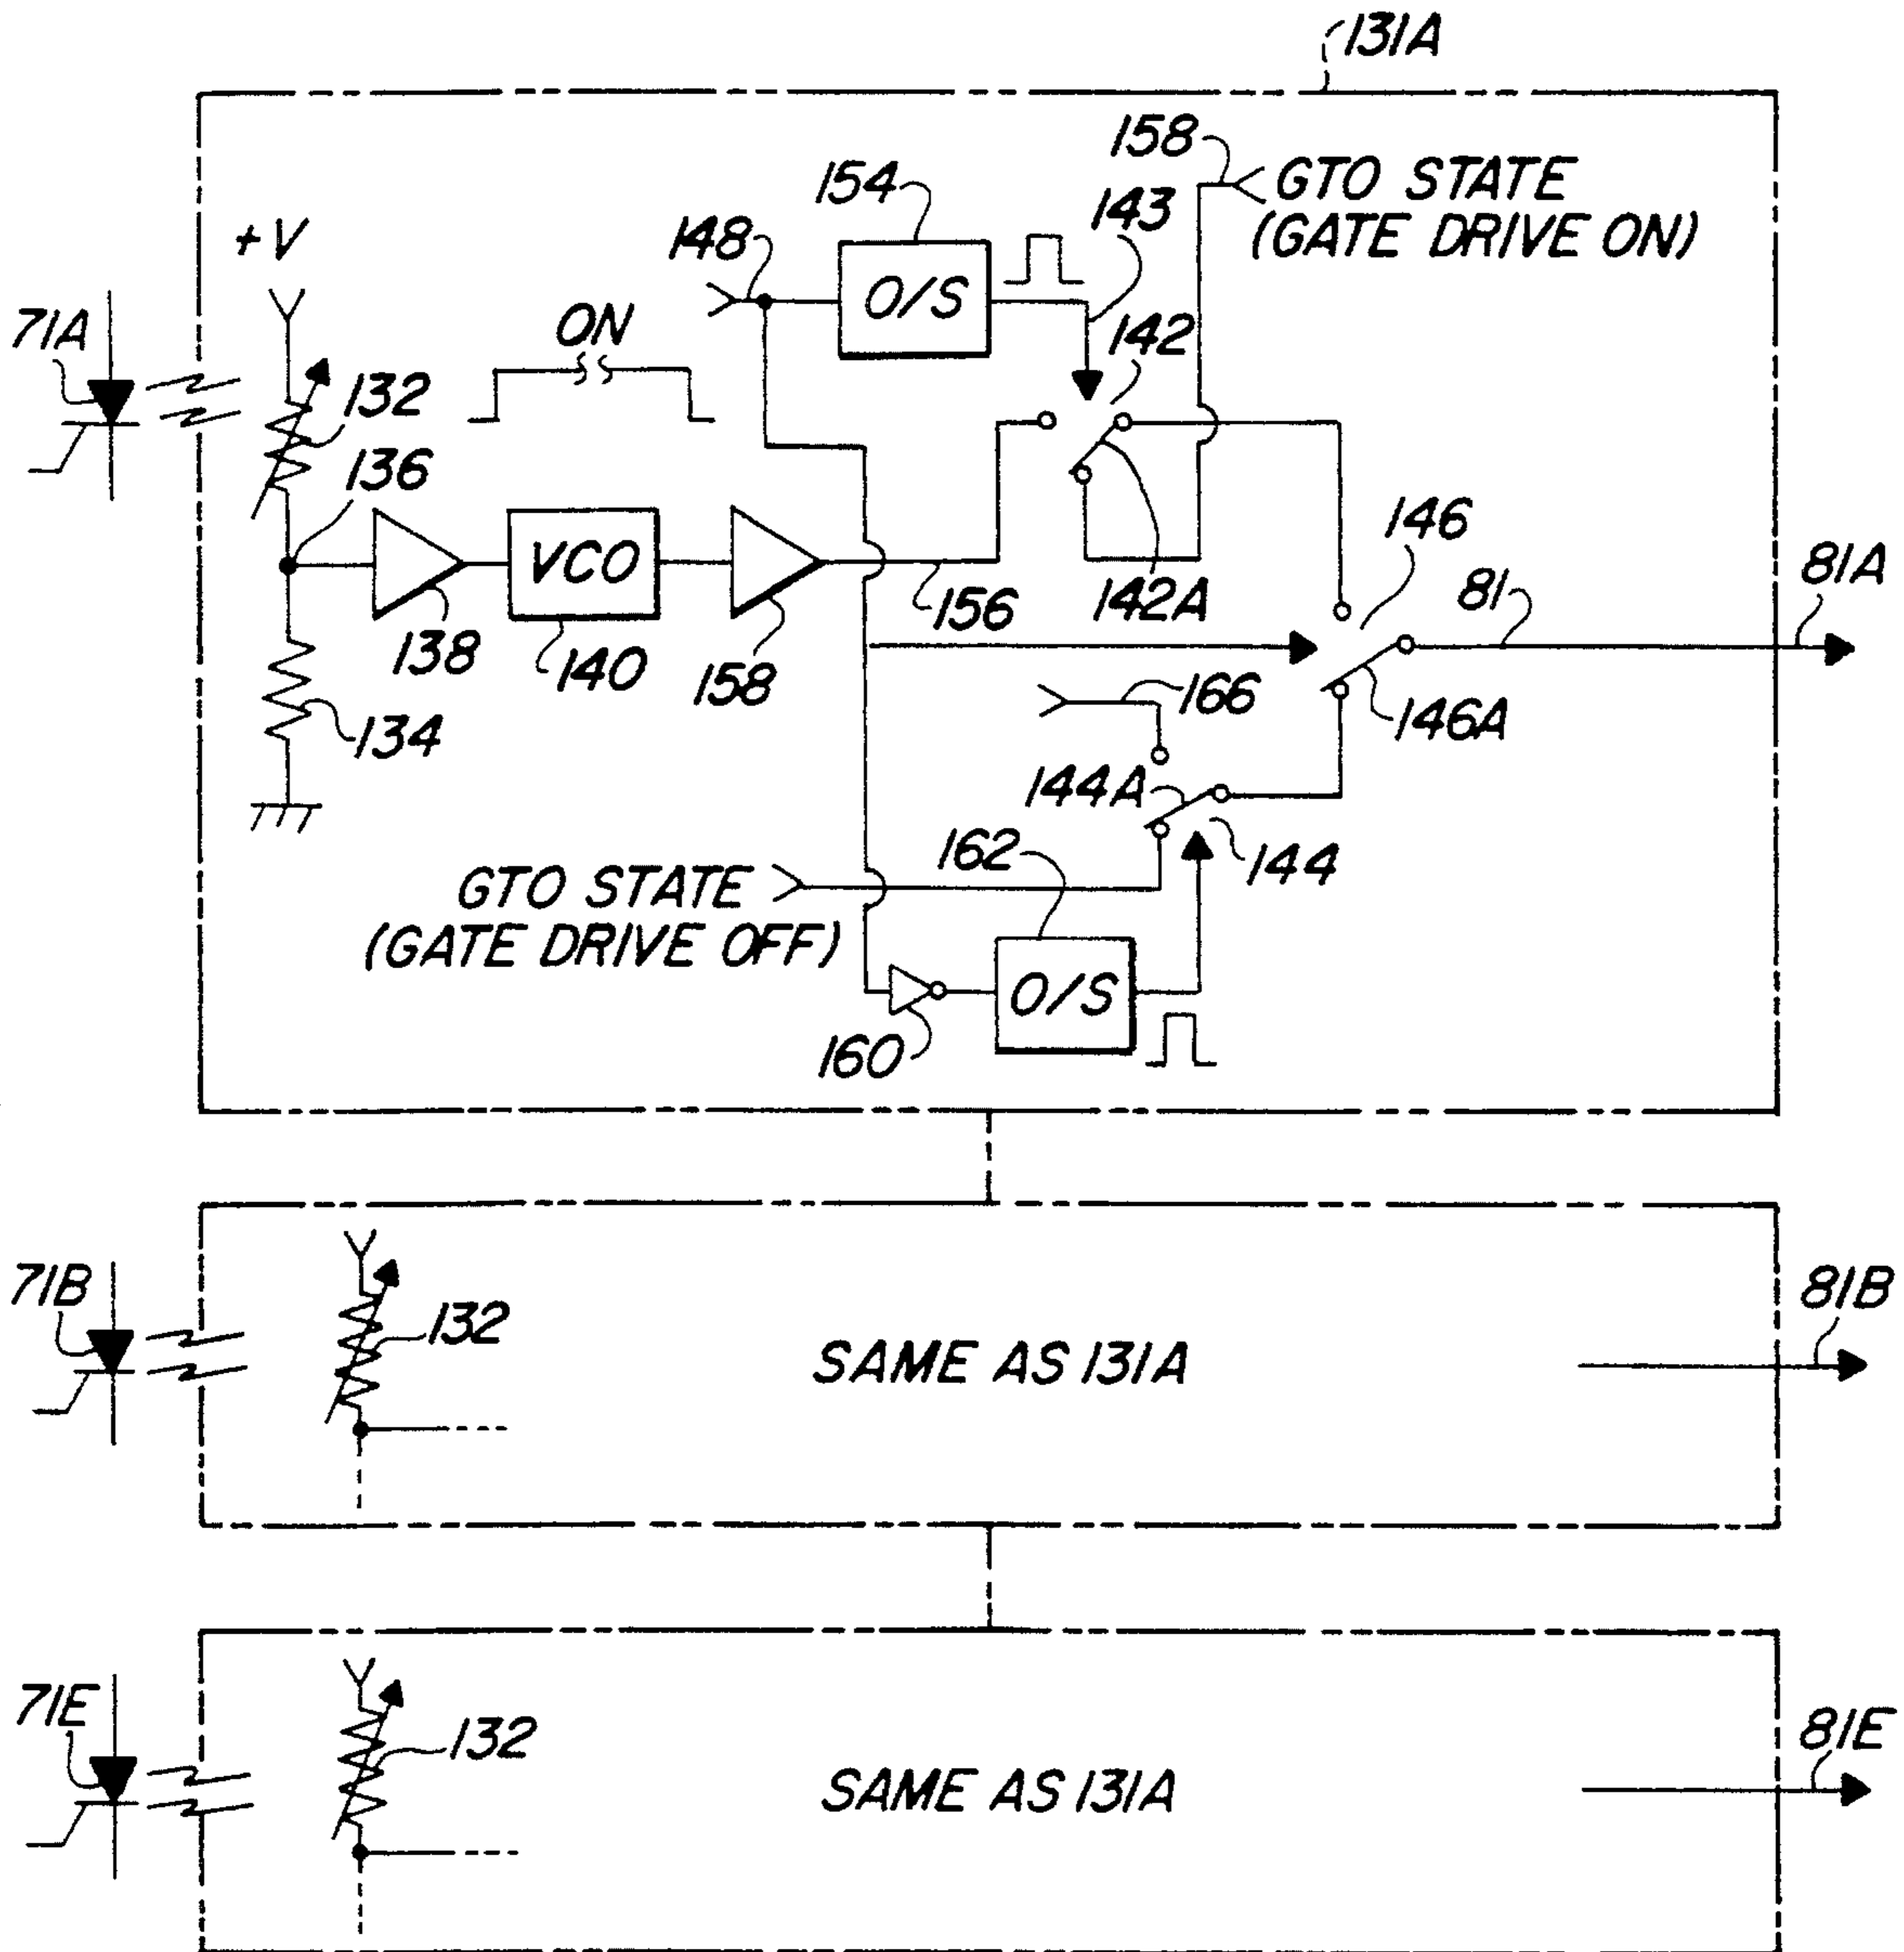 131A
158
GTO STATE
(GATE DRIVE ON)
154
143
148
O/S
+V
142
71A
ON
132
136
146
VCO
142A
81
81A
156
138
140
158
166
146A
134
144A
162
144
GTO STATE
(GATE DRIVE OFF)
O/S
160
71B
132
SAME AS 131A
81B
71E
132
SAME AS 131A
81E